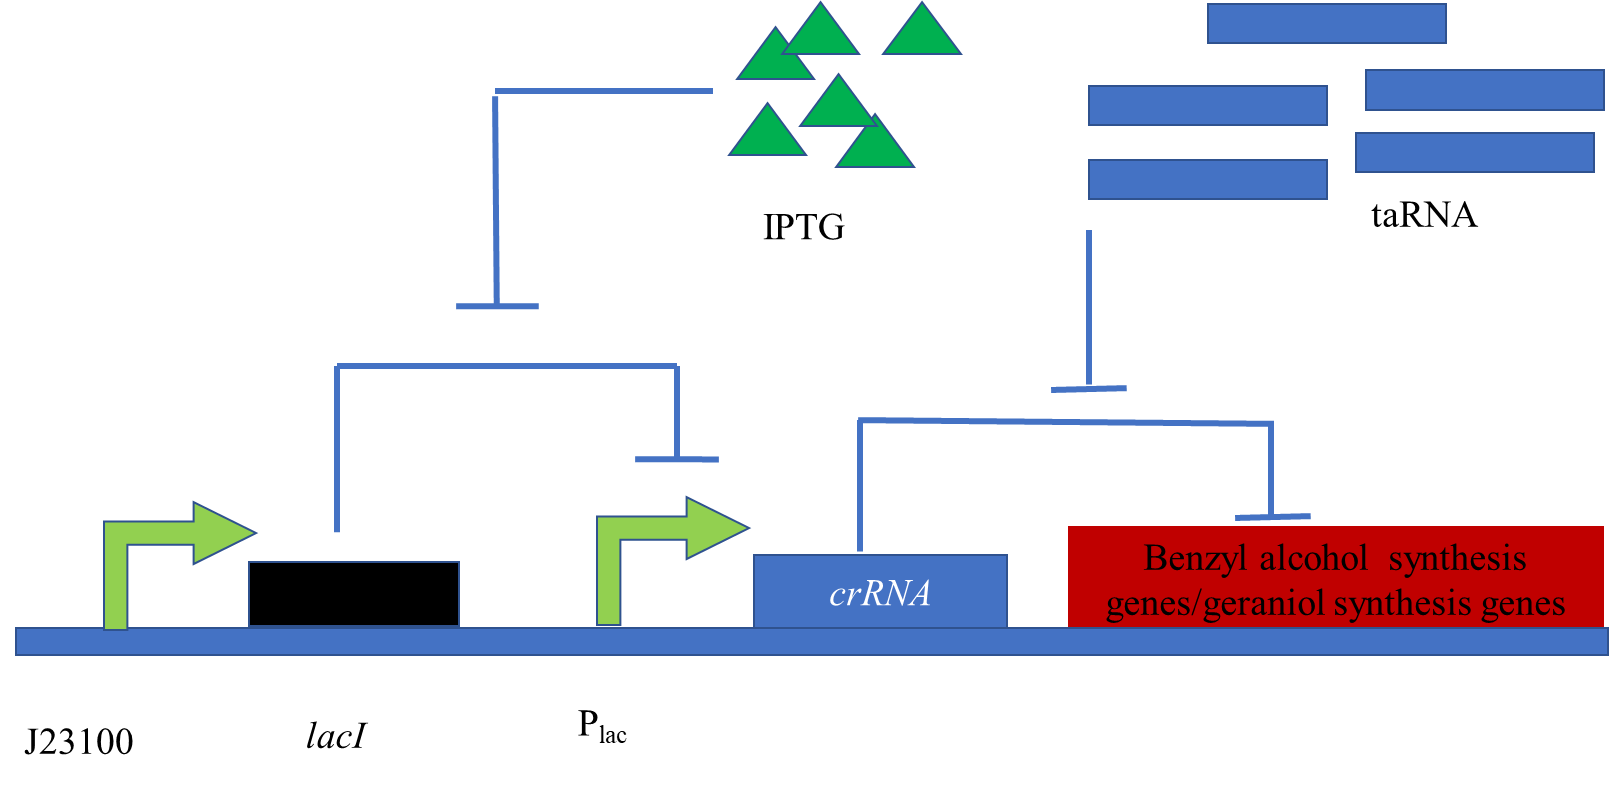 IPTG
taRNA
crRNA
Benzyl alcohol synthesis
genes/geraniol synthesis genes
J23100
lacI
Plac